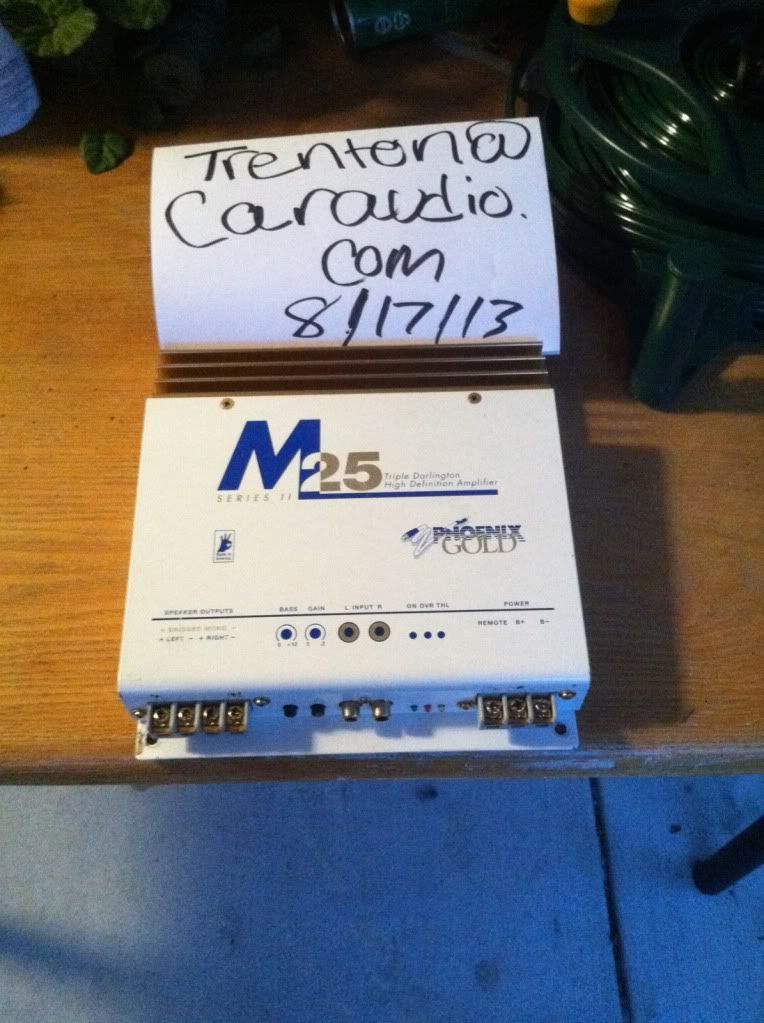 Trenton@
Caraudio.
com
8/17/13
M225
SERIES II
Triple Darlington
High Definition Amplifier
PHOENIX
GOLD
SPEAKER OUTPUTS
BASS GAIN L INPUT R ON OVR THL POWER
+ BRIDGED MONO -
+ LEFT - + RIGHT -
REMOTE B+ B-